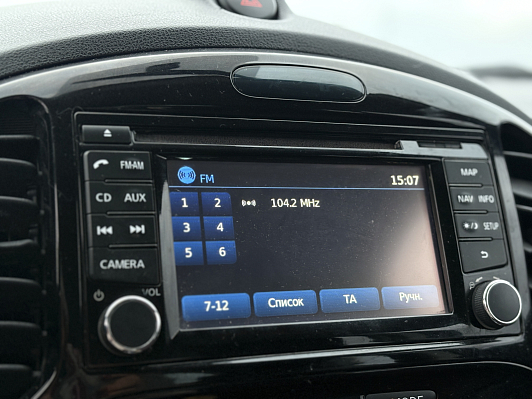 FM-AM
CD AUX
CAMERA
VOL
FM 15:07
1 2 104.2 MHz
3 4
5 6
7-12 Список TA Ручн.
MAP
NAV INFO
SETUP
MODE